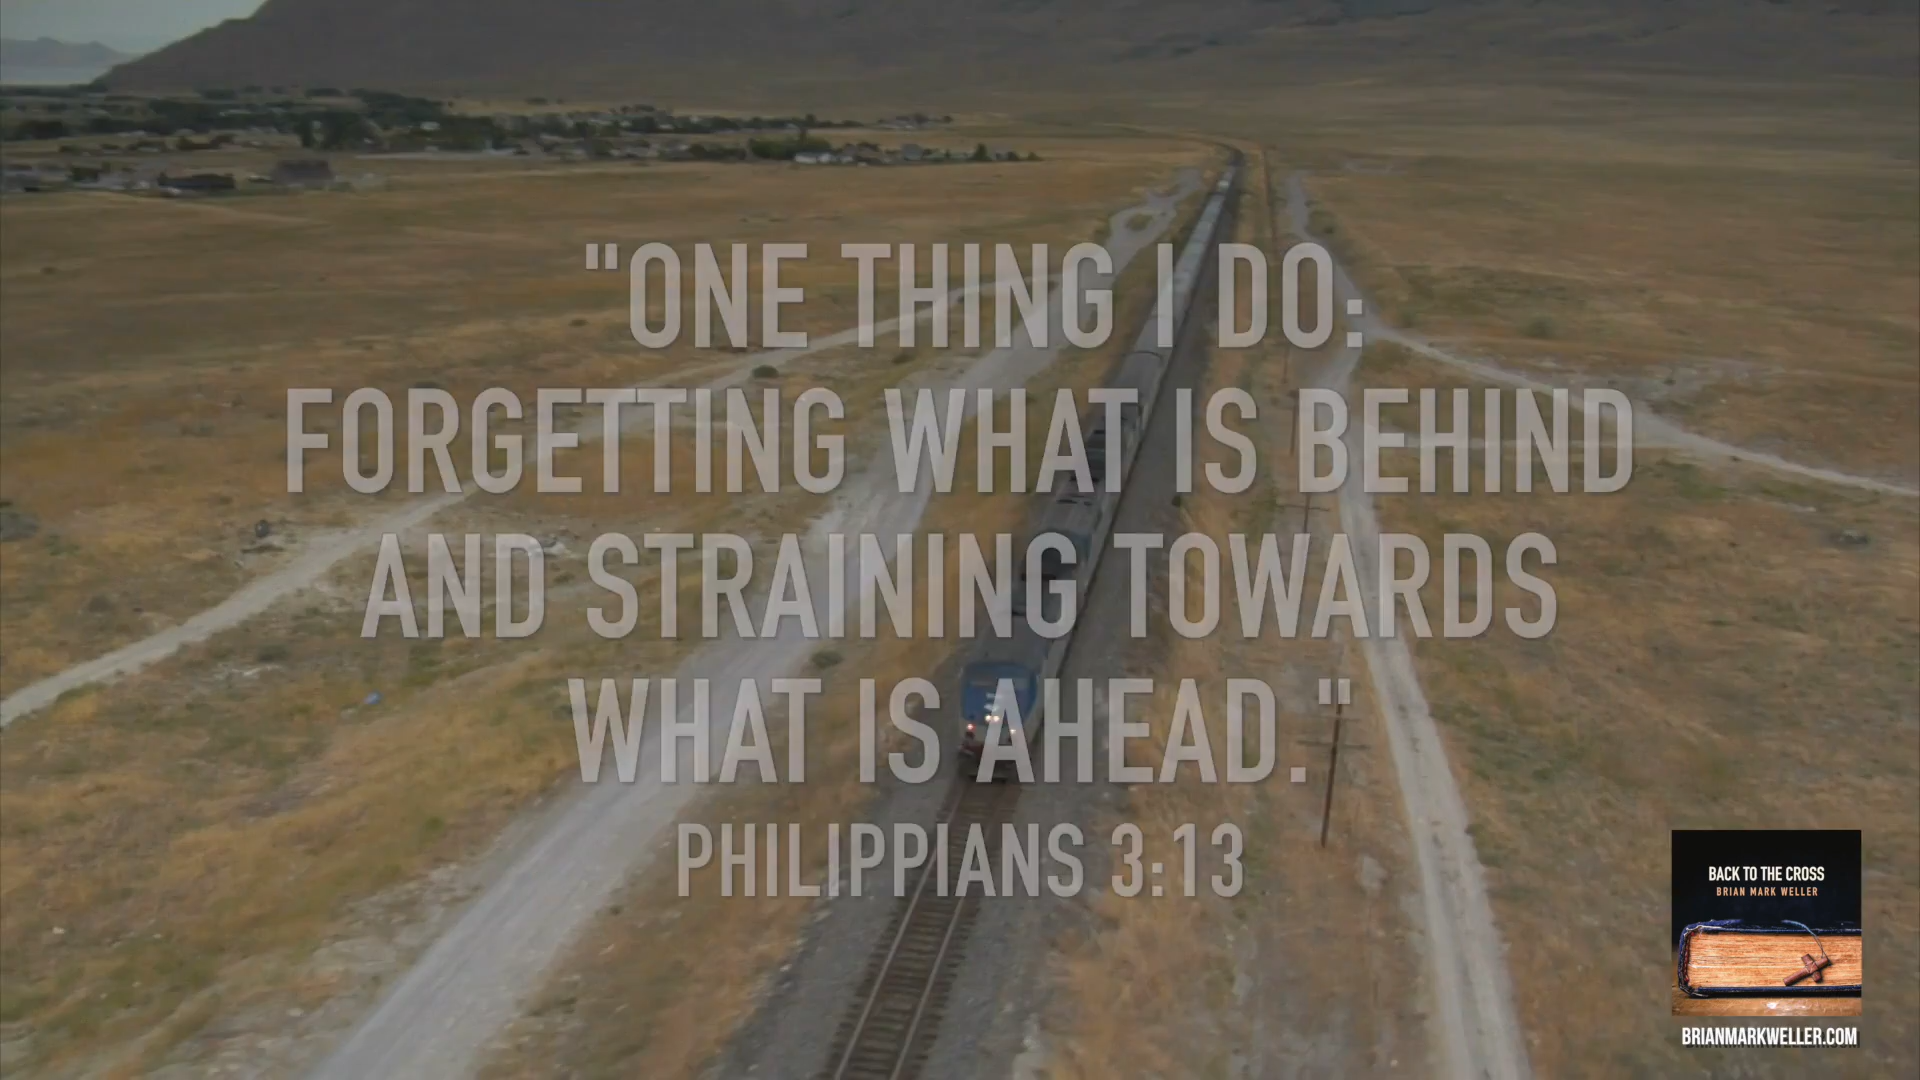 "ONE THING I DO:
FORGETTING WHAT IS BEHIND
AND STRAINING TOWARDS
WHAT IS AHEAD."
PHILIPPIANS 3:13
BACK TO THE CROSS
BRIAN MARK WELLER
BRIANMARKWELLER.COM